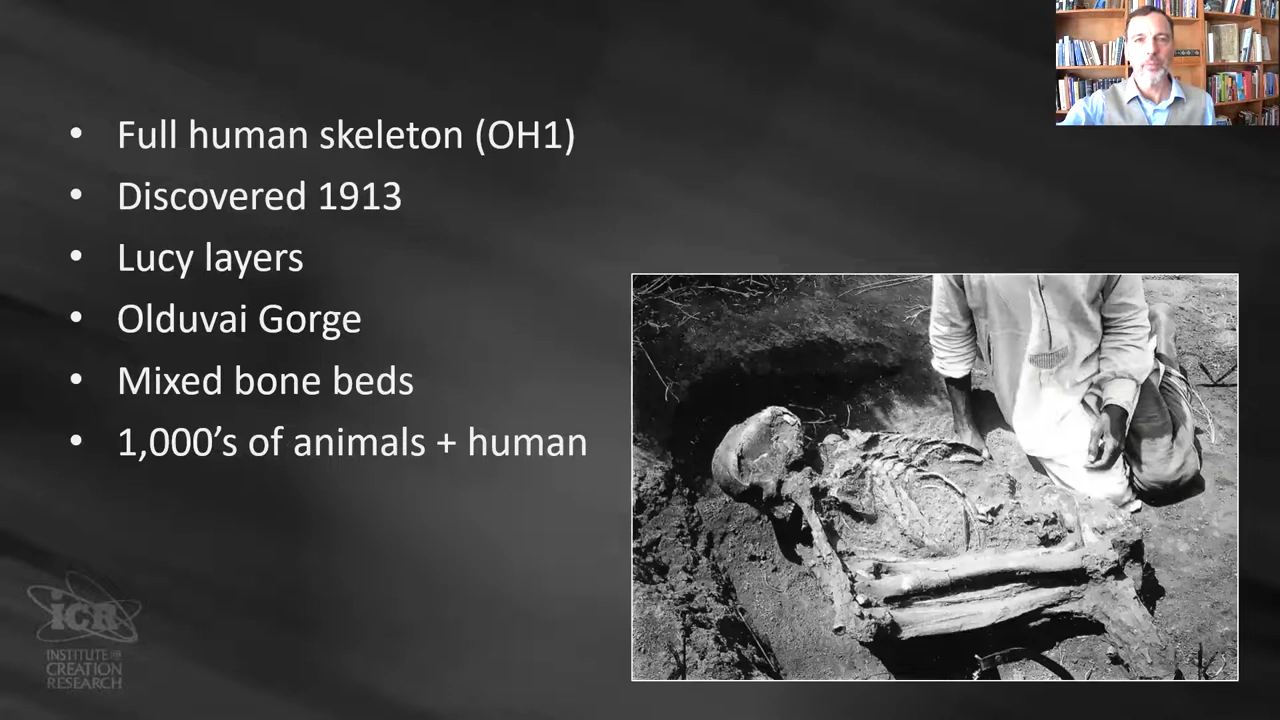 • Full human skeleton (OH1)
• Discovered 1913
• Lucy layers
• Olduvai Gorge
• Mixed bone beds
• 1,000’s of animals + human
iCR
INSTITUTE for
CREATION
RESEARCH